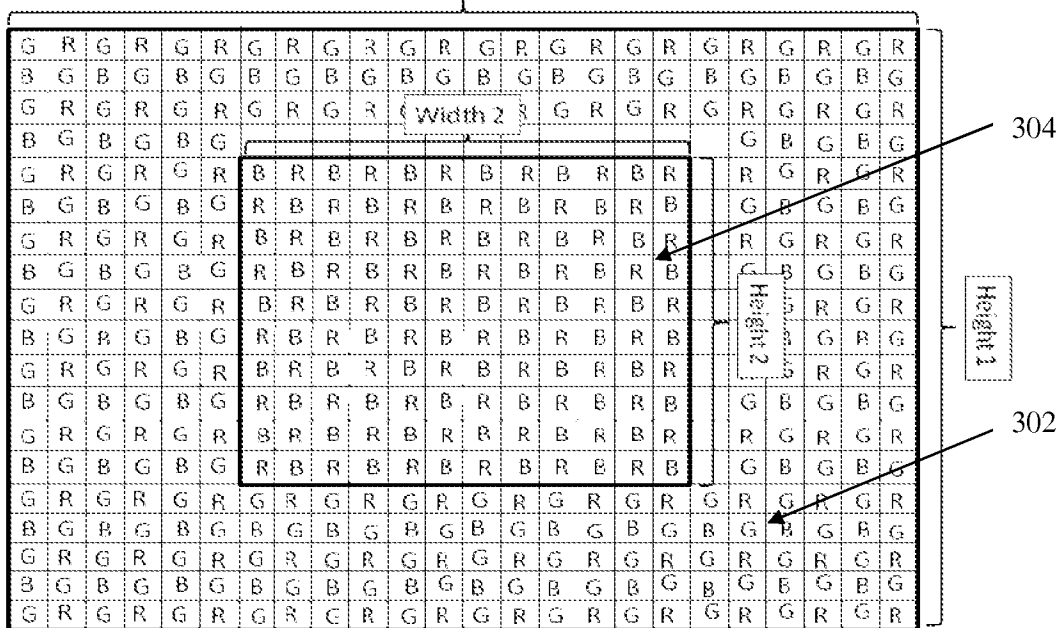 G R G R G R G R G R G R G R G R G R G R G R G R
B G B G B G B G B G B G B G B G B G B G B G B G
G R G R G R G R G R G R G R G R G R G R G R
Width 2
B G B G B G G B G B G
304
G R G R G R B R B R B R B R B R B R R G R G R
B G B G B G R B R B R B R B R B R B G B G B G
G R G R G R B R B R B R B R B R B R R G R G R
B G B G B G R B R B R B R B R B R B G B G B G
G R G R G R B R B R B R B R B R B R G R G R
Height 2
Height 1
B G B G B G R B R B R B R B R B R B G B G
G R G R G R B R B R B R B R B R B R G R G R
B G B G B G R B R B R B R B R B R B G B G B G
G R G R G R B R B R B R B R B R B R R G R G R
302
B G B G B G R B R B R B R B R B R B G B G B G
G R G R G R G R G R G R G R G R G R G R G R G R
B G B G B G B G B G B G B G B G B G B G B G B G
G R G R G R G R G R G R G R G R G R G R G R G R
B G B G B G B G B G B G B G B G B G B G B G B G
G R G R G R G R G R G R G R G R G R G R G R G R